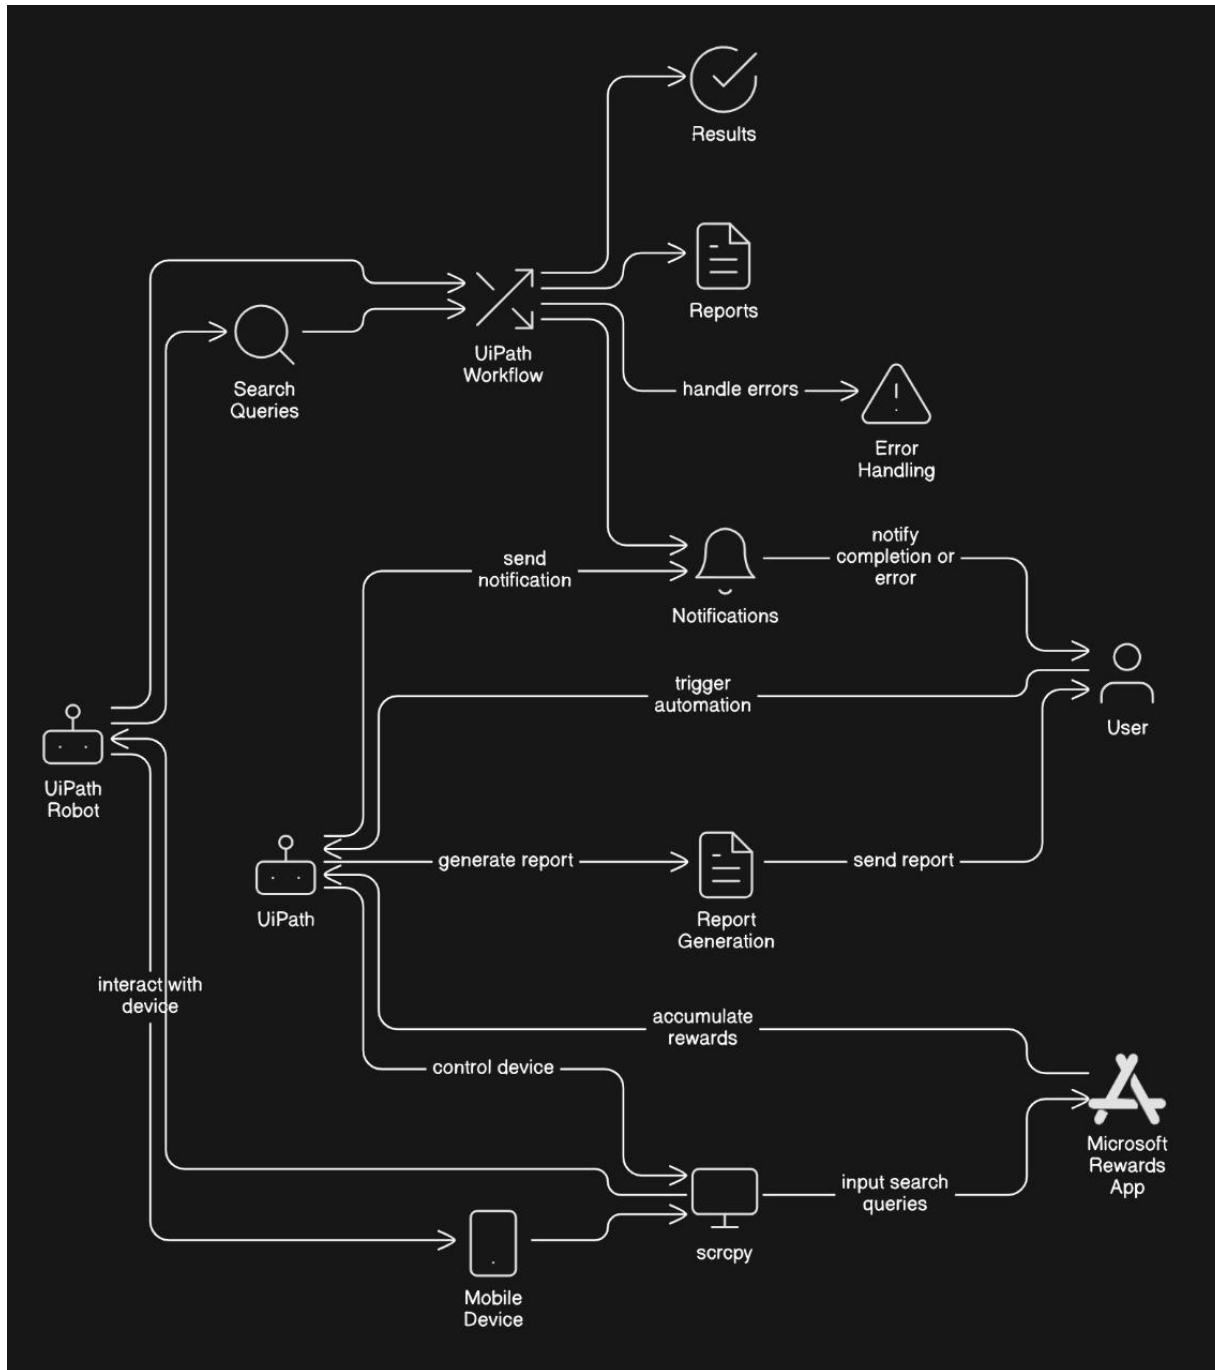 Results
Reports
UiPath
Workflow
Search
Queries
handle errors
Error
Handling
notify
completion or
error
send
notification
Notifications
trigger
automation
User
UiPath
Robot
generate report
send report
UiPath
Report
Generation
interact with
device
accumulate
rewards
control device
Microsoft
Rewards
App
input search
queries
scrcpy
Mobile
Device